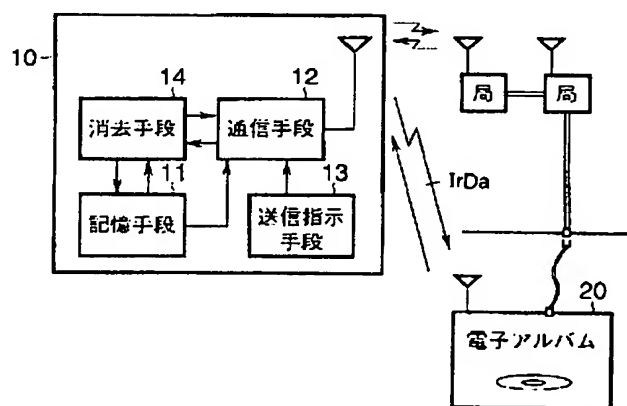 10
14
12
消去手段
通信手段
局
局
11
13
記憶手段
送信指示
手段
IrDa
20
電子アルバム